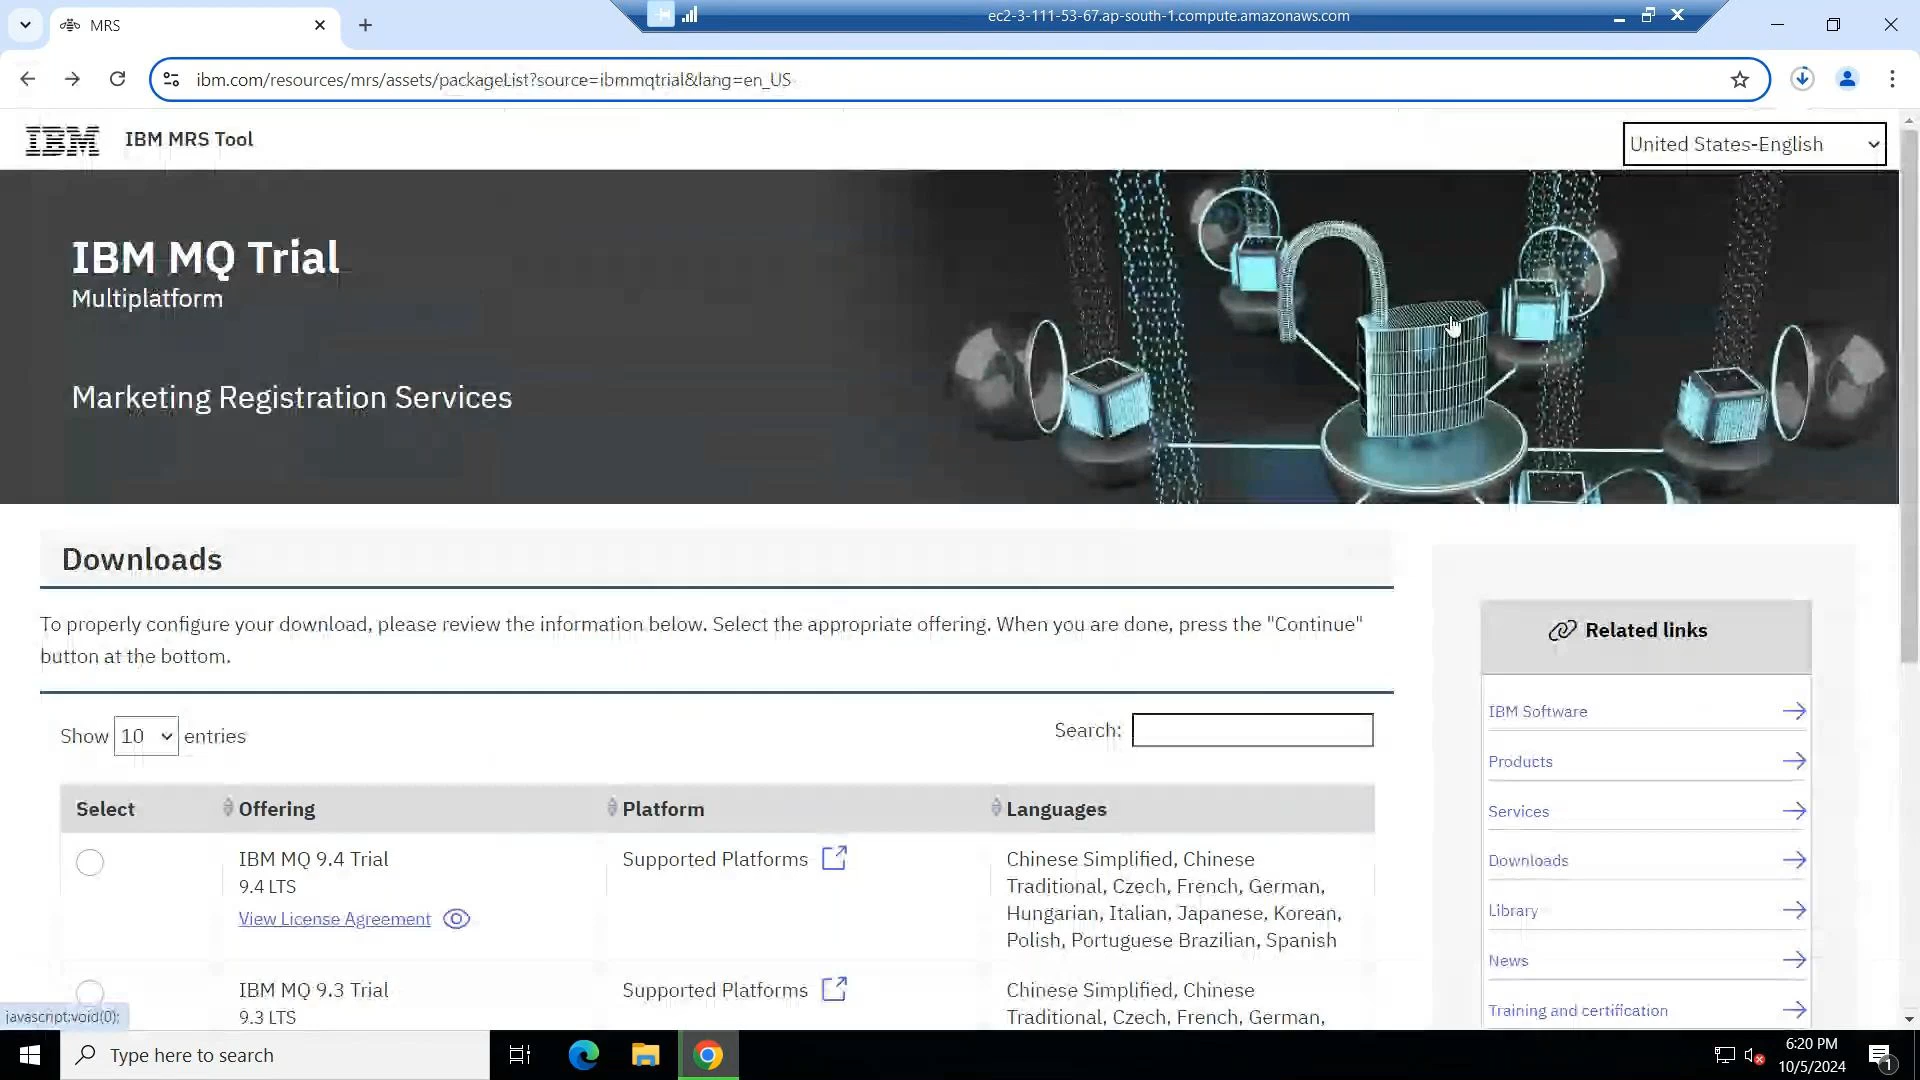 MRS
ec2-3-111-53-67.ap-south-1.compute.amazonaws.com
ibm.com/resources/mrs/assets/packageList?source=ibmmqtrial&lang=en_US
IBM
IBM MRS Tool
United States-English
IBM MQ Trial
Multiplatform
Marketing Registration Services
Downloads
To properly configure your download, please review the information below. Select the appropriate offering. When you are done, press the "Continue"
button at the bottom.
Show 10 entries
Search:
Select Offering Platform Languages
IBM MQ 9.4 Trial
9.4 LTS
View License Agreement
Supported Platforms
Chinese Simplified, Chinese
Traditional, Czech, French, German,
Hungarian, Italian, Japanese, Korean,
Polish, Portuguese Brazilian, Spanish
IBM MQ 9.3 Trial
9.3 LTS
Supported Platforms
Chinese Simplified, Chinese
Traditional, Czech, French, German,
Related links
IBM Software
Products
Services
Downloads
Library
News
Training and certification
javascript:void(0);
Type here to search
6:20 PM
10/5/2024
1